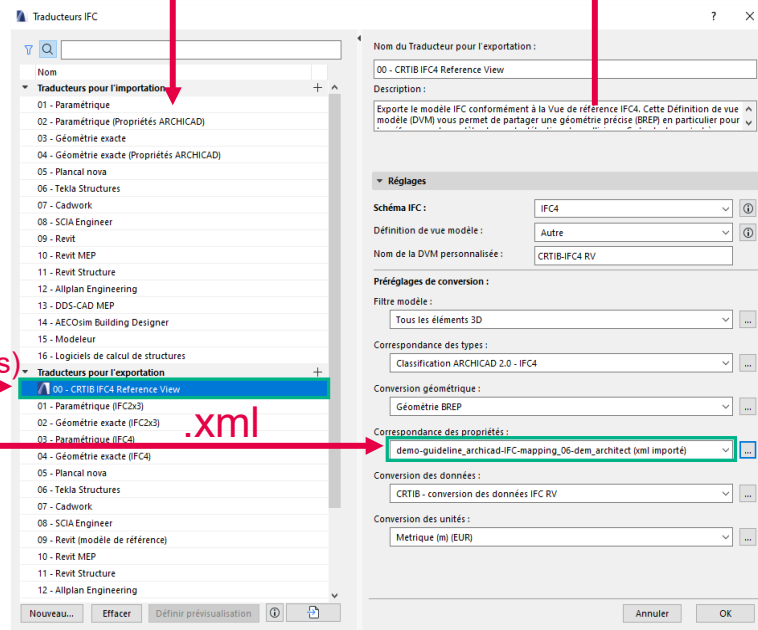 Traducteurs IFC
?
Nom
Traducteurs pour l'importation
01 - Paramétrique
02 - Paramétrique (Propriétés ARCHICAD)
03 - Géométrie exacte
04 - Géométrie exacte (Propriétés ARCHICAD)
05 - Plancal nova
06 - Tekla Structures
07 - Cadwork
08 - SCIA Engineer
09 - Revit
10 - Revit MEP
11 - Revit Structure
12 - Allplan Engineering
13 - DDS-CAD MEP
14 - AECOsim Building Designer
15 - Modeleur
16 - Logiciels de calcul de structures
s)
Traducteurs pour l'exportation
00 - CRTIB IFC4 Reference View
01 - Paramétrique (IFC2x3)
02 - Géométrie exacte (IFC2x3)
.xml
03 - Paramétrique (IFC4)
04 - Géométrie exacte (IFC4)
05 - Plancal nova
06 - Tekla Structures
07 - Cadwork
08 - SCIA Engineer
09 - Revit (modèle de référence)
10 - Revit MEP
11 - Revit Structure
12 - Allplan Engineering
Nouveau...
Effacer
Définir prévisualisation
Nom du Traducteur pour l'exportation :
00 - CRTIB IFC4 Reference View
Description :
Exporte le modèle IFC conformément à la Vue de référence IFC4. Cette Définition de vue
modèle (DVM) vous permet de partager une géométrie précise (BREP) en particulier pour
Réglages
Schéma IFC :
IFC4
Définition de vue modèle :
Autre
Nom de la DVM personnalisée :
CRTIB-IFC4 RV
Préréglages de conversion :
Filtre modèle :
Tous les éléments 3D
...
Correspondance des types :
Classification ARCHICAD 2.0 - IFC4
...
Conversion géométrique :
Géométrie BREP
...
Correspondance des propriétés :
demo-guideline_archicad-IFC-mapping_06-dem_architect (xml importé)
...
Conversion des données :
CRTIB - conversion des données IFC RV
...
Conversion des unités :
Metrique (m) (EUR)
...
Annuler
OK